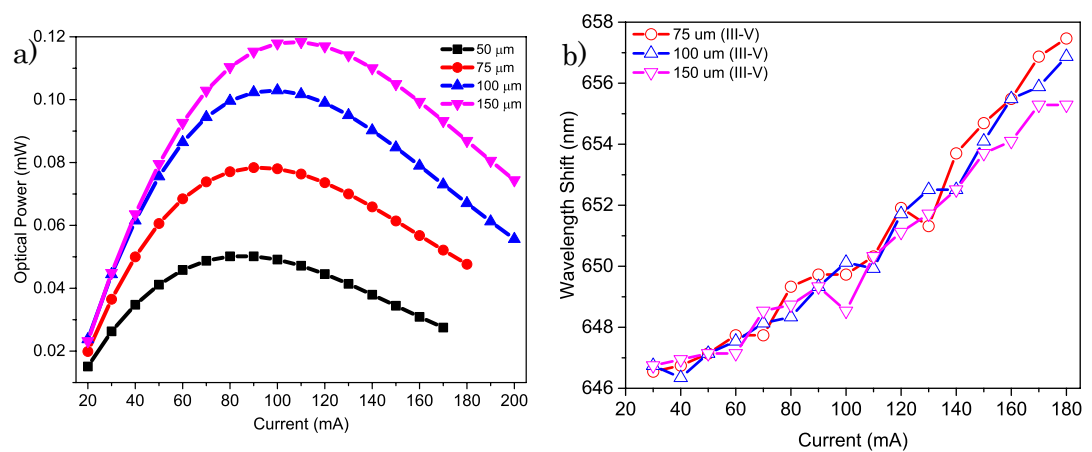 a)
0.12
0.10
0.08
0.06
0.04
0.02
Optical Power (mW)
50 μm
75 μm
100 μm
150 μm
20 40 60 80 100 120 140 160 180 200
Current (mA)
b)
658
656
654
652
650
648
646
Wavelength Shift (nm)
75 um (III-V)
100 um (III-V)
150 um (III-V)
20 40 60 80 100 120 140 160 180
Current (mA)